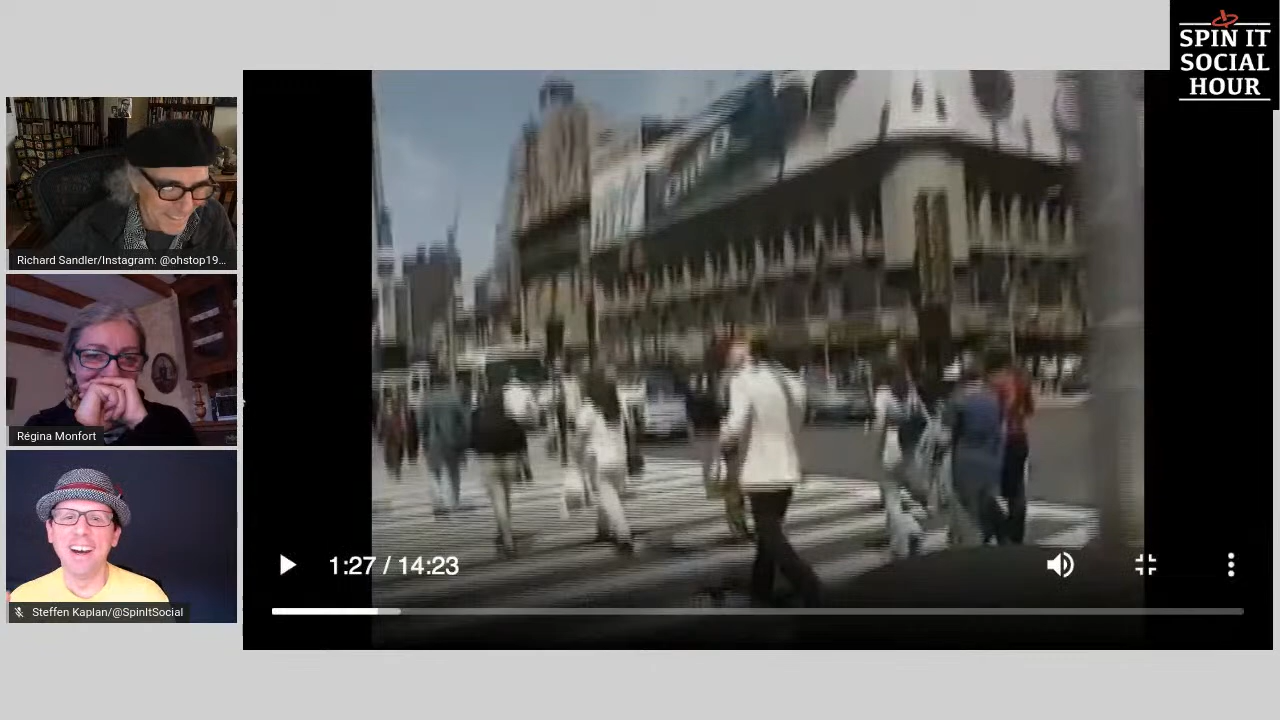 SPIN IT
SOCIAL
HOUR
Richard Sandler/Instagram: @ohstop19...
Régina Monfort
Steffen Kaplan/@SpinItSocial
1:27 / 14:23